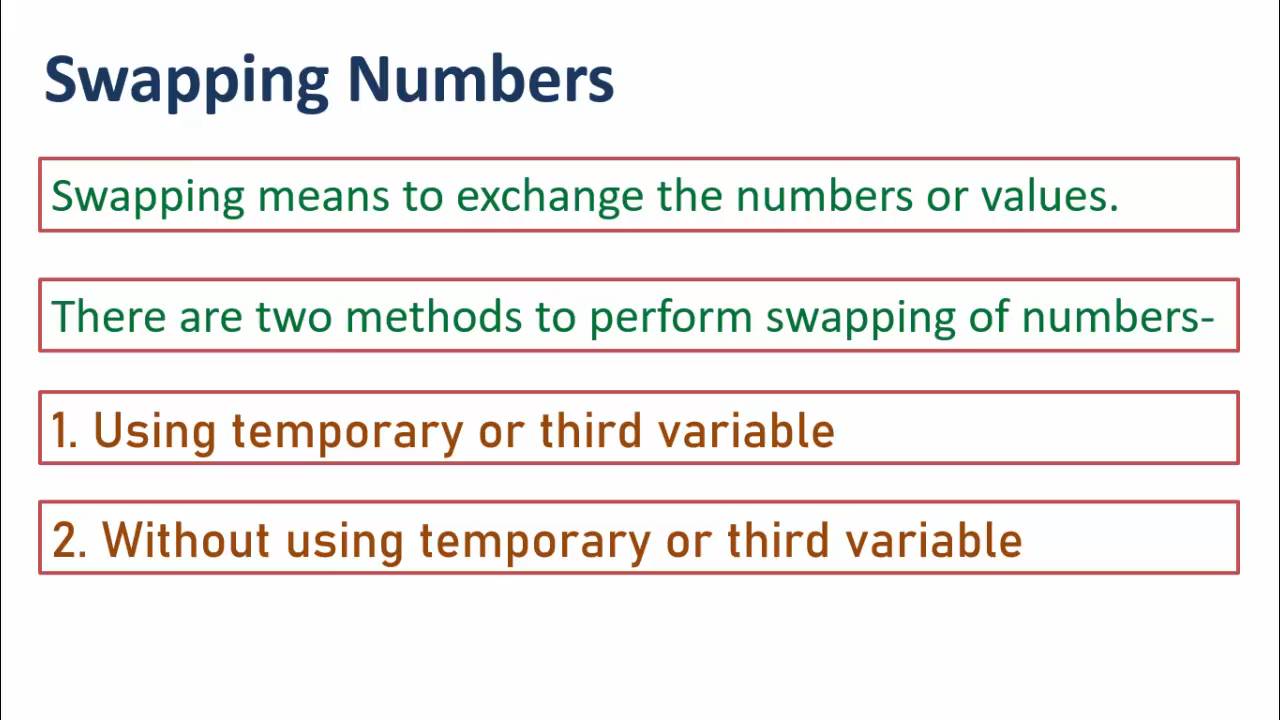 Swapping Numbers
Swapping means to exchange the numbers or values.
There are two methods to perform swapping of numbers-
1. Using temporary or third variable
2. Without using temporary or third variable